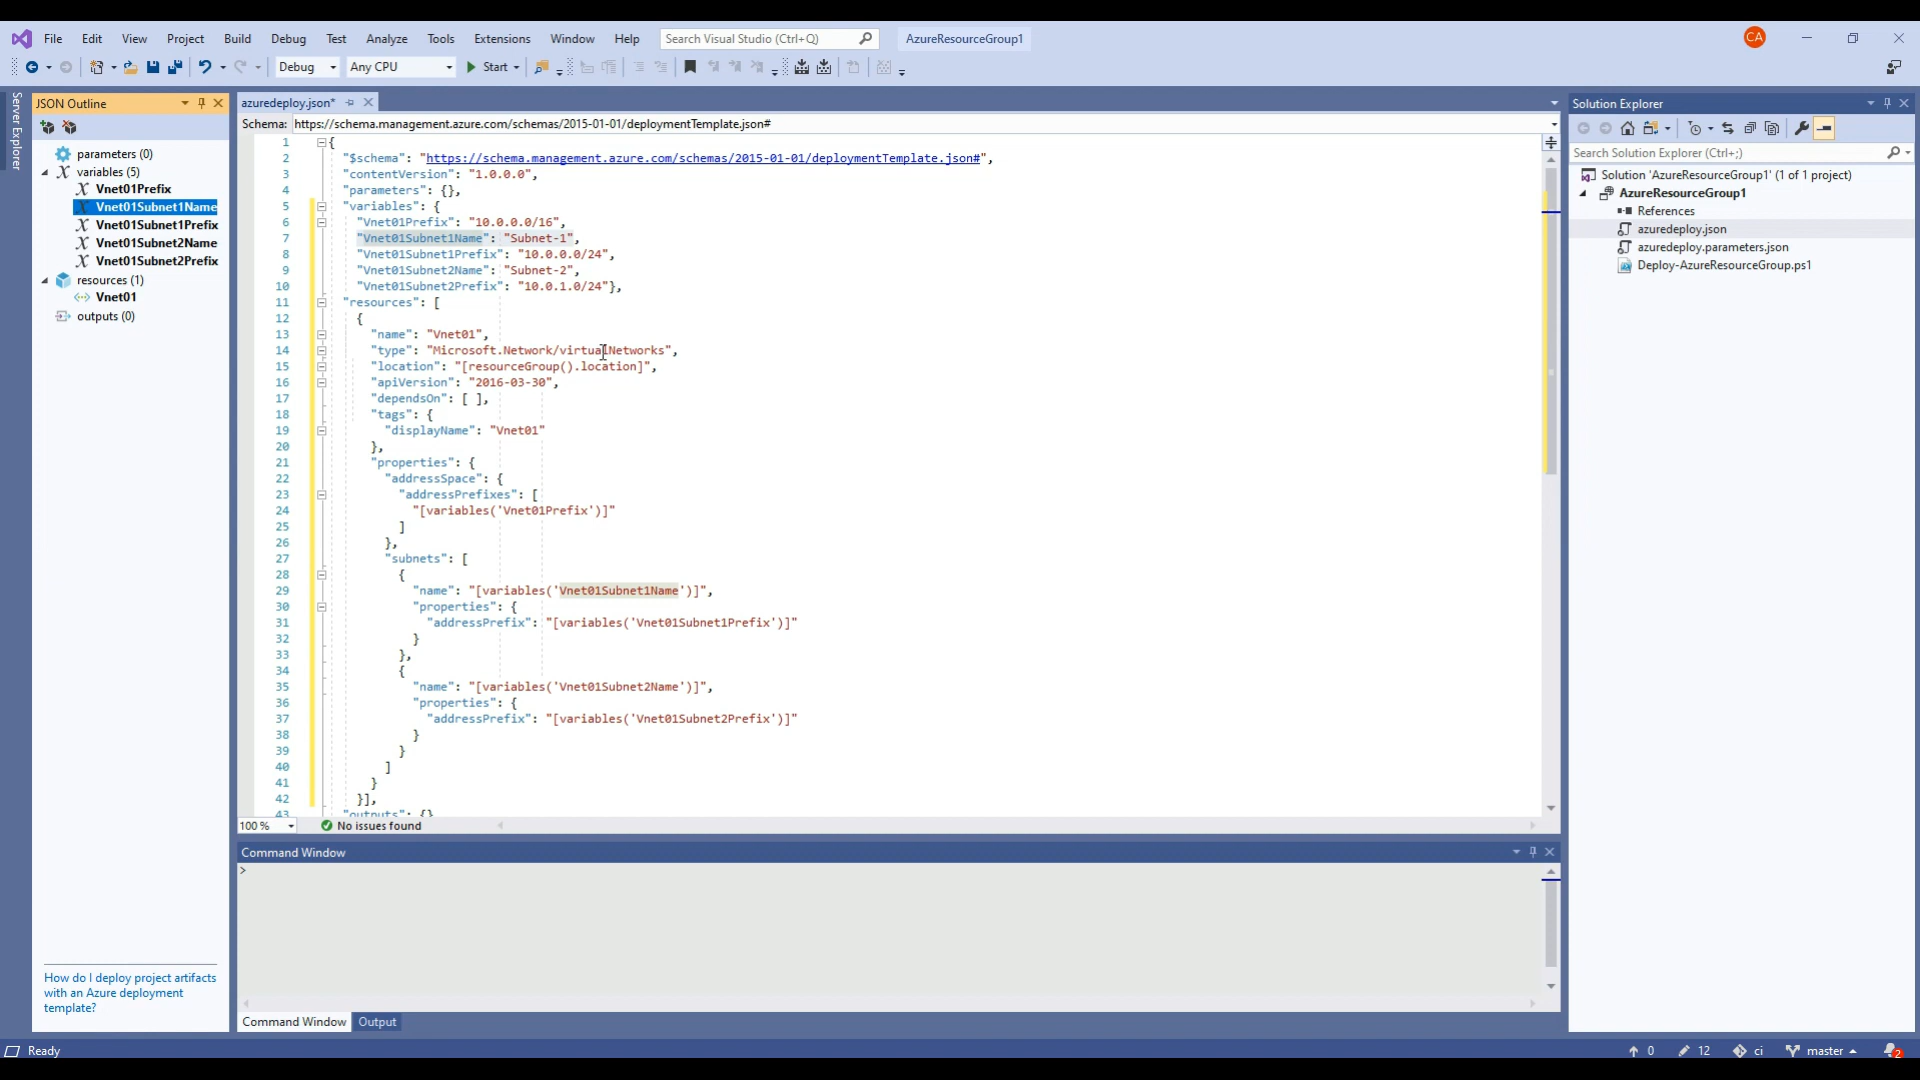 File Edit View Project Build Debug Test Analyze Tools Extensions Window Help Search Visual Studio (Ctrl+Q) AzureResourceGroup1 CA
Debug Any CPU Start
Server Explorer
JSON Outline
parameters (0)
variables (5)
Vnet01Prefix
Vnet01Subnet1Name
Vnet01Subnet1Prefix
Vnet01Subnet2Name
Vnet01Subnet2Prefix
resources (1)
Vnet01
outputs (0)
How do I deploy project artifacts
with an Azure deployment
template?
azuredeploy.json*
Schema: https://schema.management.azure.com/schemas/2015-01-01/deploymentTemplate.json#
1 {
2 "$schema": "https://schema.management.azure.com/schemas/2015-01-01/deploymentTemplate.json#",
3 "contentVersion": "1.0.0.0",
4 "parameters": {},
5 "variables": {
6 "Vnet01Prefix": "10.0.0.0/16",
7 "Vnet01Subnet1Name": "Subnet-1",
8 "Vnet01Subnet1Prefix": "10.0.0.0/24",
9 "Vnet01Subnet2Name": "Subnet-2",
10 "Vnet01Subnet2Prefix": "10.0.1.0/24"},
11 "resources": [
12 {
13 "name": "Vnet01",
14 "type": "Microsoft.Network/virtualNetworks",
15 "location": "[resourceGroup().location]",
16 "apiVersion": "2016-03-30",
17 "dependsOn": [ ],
18 "tags": {
19 "displayName": "Vnet01"
20 },
21 "properties": {
22 "addressSpace": {
23 "addressPrefixes": [
24 "[variables('Vnet01Prefix')]"
25 ]
26 },
27 "subnets": [
28 {
29 "name": "[variables('Vnet01Subnet1Name')]",
30 "properties": {
31 "addressPrefix": "[variables('Vnet01Subnet1Prefix')]"
32 }
33 },
34 {
35 "name": "[variables('Vnet01Subnet2Name')]",
36 "properties": {
37 "addressPrefix": "[variables('Vnet01Subnet2Prefix')]"
38 }
39 }
40 ]
41 }
42 }],
43 "outputs": {}
100 % No issues found
Command Window
>
Command Window Output
Solution Explorer
Search Solution Explorer (Ctrl+;)
Solution 'AzureResourceGroup1' (1 of 1 project)
AzureResourceGroup1
References
azuredeploy.json
azuredeploy.parameters.json
Deploy-AzureResourceGroup.ps1
Ready 0 12 ci master 2